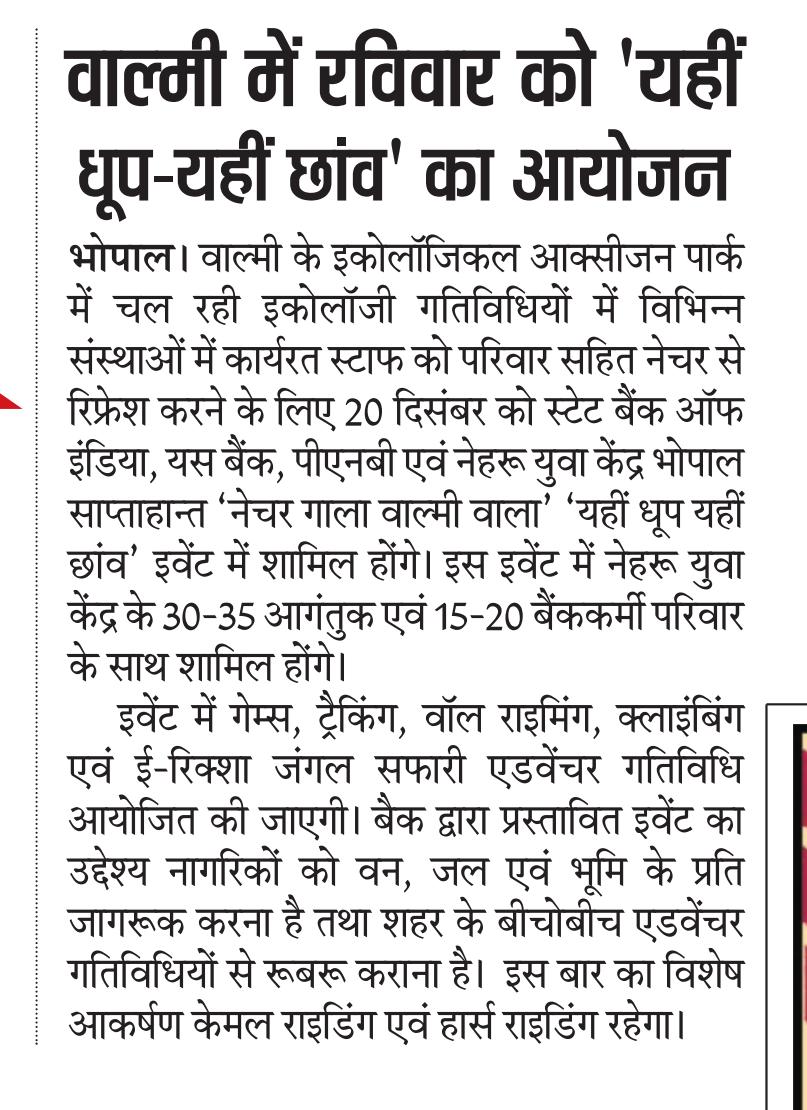 वाल्मी में रविवार को 'यहीं
धूप-यहीं छांव' का आयोजन
भोपाल। वाल्मी के इकोलॉजिकल आक्सीजन पार्क
में चल रही इकोलॉजी गतिविधियों में विभिन्न
संस्थाओं में कार्यरत स्टाफ को परिवार सहित नेचर से
रिफ्रेश करने के लिए 20 दिसंबर को स्टेट बैंक ऑफ
इंडिया, यस बैंक, पीएनबी एवं नेहरू युवा केंद्र भोपाल
साप्ताहान्त ‘नेचर गाला वाल्मी वाला’ ‘यहीं धूप यहीं
छांव’ इवेंट में शामिल होंगे। इस इवेंट में नेहरू युवा
केंद्र के 30-35 आगंतुक एवं 15-20 बैंककर्मी परिवार
के साथ शामिल होंगे।
इवेंट में गेम्स, ट्रैकिंग, वॉल राइमिंग, क्लाइंबिंग
एवं ई-रिक्शा जंगल सफारी एडवेंचर गतिविधि
आयोजित की जाएगी। बैक द्वारा प्रस्तावित इवेंट का
उद्देश्य नागरिकों को वन, जल एवं भूमि के प्रति
जागरूक करना है तथा शहर के बीचोबीच एडवेंचर
गतिविधियों से रूबरू कराना है। इस बार का विशेष
आकर्षण केमल राइडिंग एवं हार्स राइडिंग रहेगा।